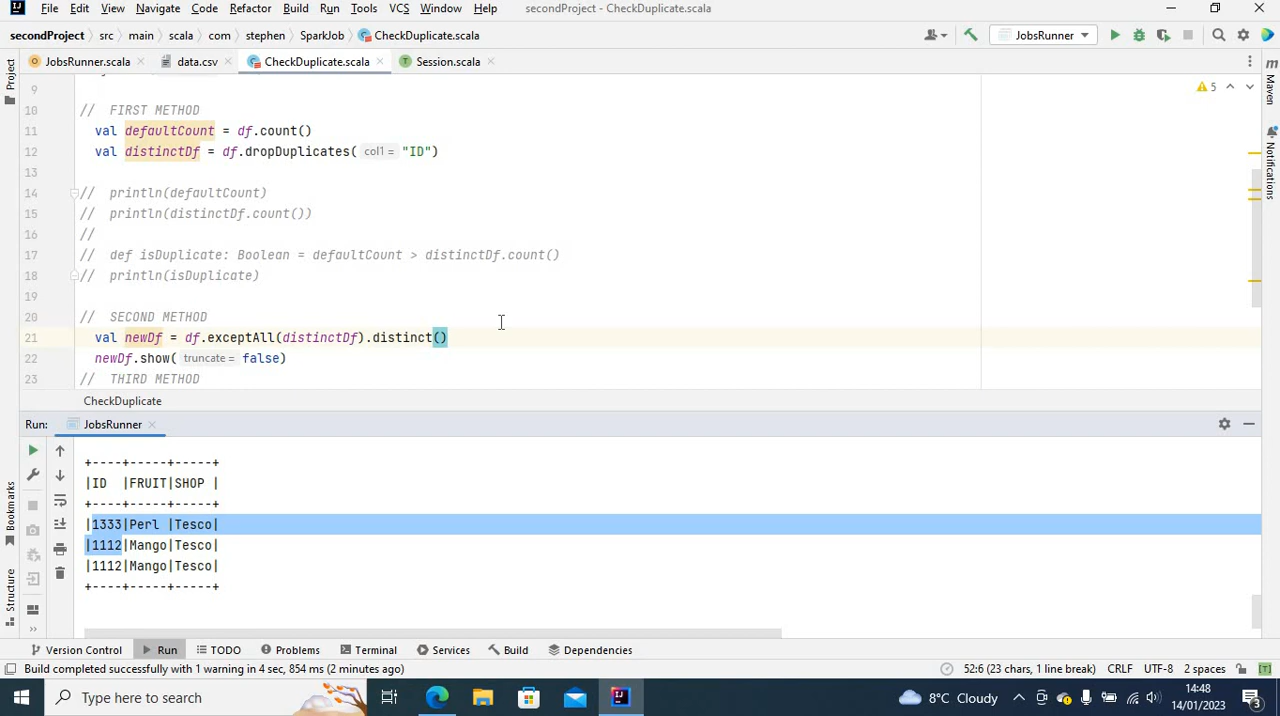 File Edit View Navigate Code Refactor Build Run Tools VCS Window Help secondProject - CheckDuplicate.scala
secondProject src main scala com stephen SparkJob CheckDuplicate.scala JobsRunner
JobsRunner.scala data.csv CheckDuplicate.scala Session.scala
Project
Maven
Notifications
5
9
10 // FIRST METHOD
11 val defaultCount = df.count()
12 val distinctDf = df.dropDuplicates( col1 = "ID")
13
14 // println(defaultCount)
15 // println(distinctDf.count())
16 //
17 // def isDuplicate: Boolean = defaultCount > distinctDf.count()
18 // println(isDuplicate)
19
20 // SECOND METHOD
21 val newDf = df.exceptAll(distinctDf).distinct()
22 newDf.show( truncate = false)
23 // THIRD METHOD
CheckDuplicate
Run: JobsRunner
+----+-----+-----+
|ID  |FRUIT|SHOP |
+----+-----+-----+
|1333|Perl |Tesco|
|1112|Mango|Tesco|
|1112|Mango|Tesco|
+----+-----+-----+
Bookmarks
Structure
Version Control Run TODO Problems Terminal Services Build Dependencies
Build completed successfully with 1 warning in 4 sec, 854 ms (2 minutes ago) 52:6 (23 chars, 1 line break) CRLF UTF-8 2 spaces
Type here to search 8°C Cloudy 14:48
14/01/2023 3